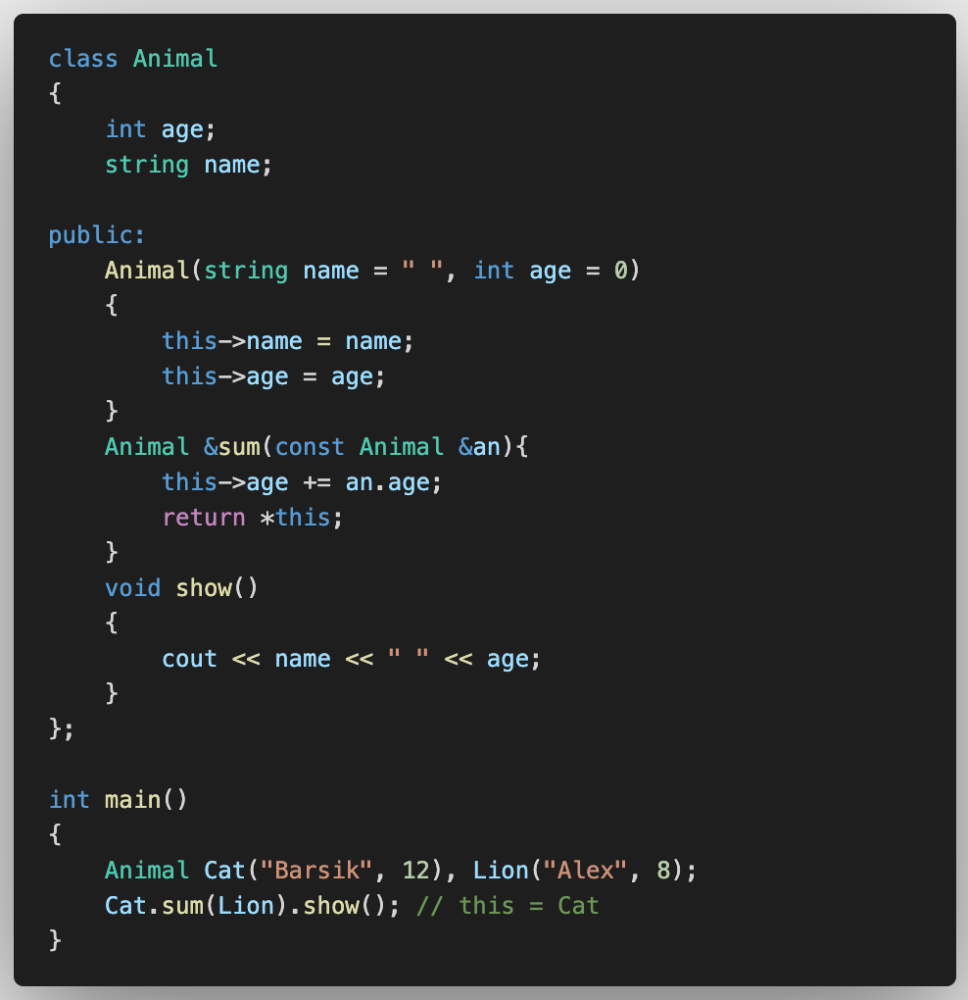 class Animal
{
    int age;
    string name;

public:
    Animal(string name = " ", int age = 0)
    {
        this->name = name;
        this->age = age;
    }
    Animal &sum(const Animal &an){
        this->age += an.age;
        return *this;
    }
    void show()
    {
        cout << name << " " << age;
    }
};

int main()
{
    Animal Cat("Barsik", 12), Lion("Alex", 8);
    Cat.sum(Lion).show(); // this = Cat
}